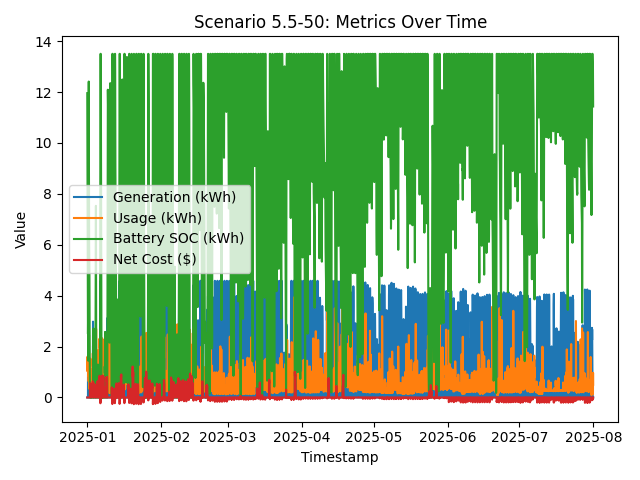 Scenario 5.5-50: Metrics Over Time
14
12
10
8
6
4
2
0
Value
Generation (kWh)
Usage (kWh)
Battery SOC (kWh)
Net Cost ($)
2025-01 2025-02 2025-03 2025-04 2025-05 2025-06 2025-07 2025-08
Timestamp